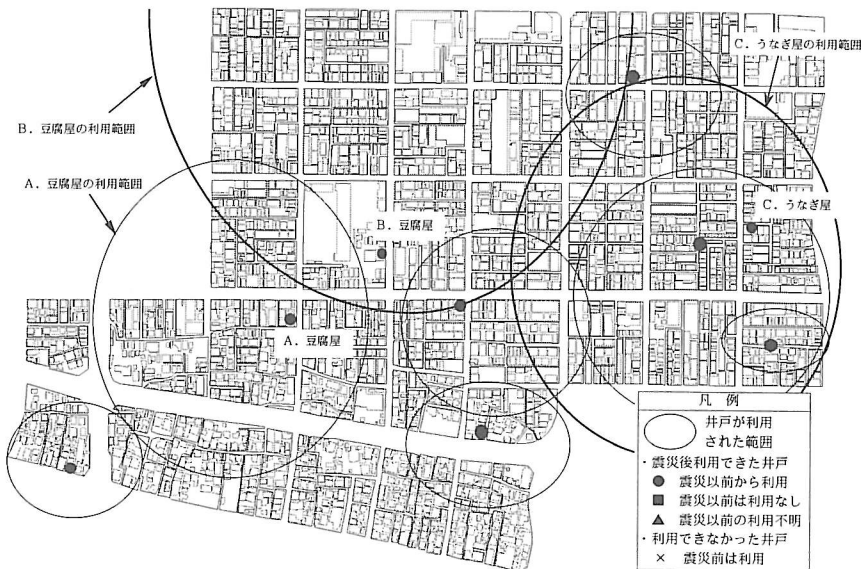 C．うなぎ屋の利用範囲
B．豆腐屋の利用範囲
A．豆腐屋の利用範囲
C．うなぎ屋
B．豆腐屋
A．豆腐屋
凡 例
井戸が利用
された範囲
・震災後利用できた井戸
震災以前から利用
震災以前は利用なし
震災以前の利用不明
・利用できなかった井戸
× 震災前は利用